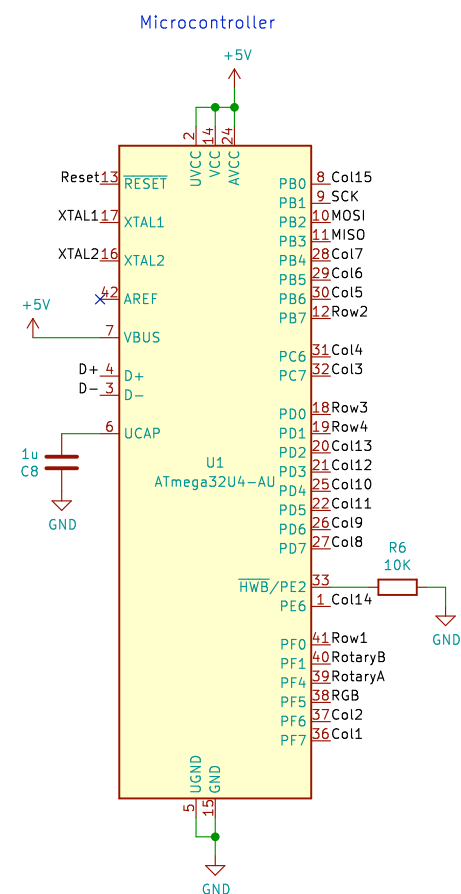 Microcontroller
+5V
2 14 24
UVCC VCC AVCC
Reset 13 RESET
XTAL1 17 XTAL1
XTAL2 16 XTAL2
42 AREF
+5V
7 VBUS
D+ 4 D+
D- 3 D-
6 UCAP
1u
C8
GND
U1
ATmega32U4-AU
PB0 8 Col15
PB1 9 SCK
PB2 10 MOSI
PB3 11 MISO
PB4 28 Col7
PB5 29 Col6
PB6 30 Col5
PB7 12 Row2
PC6 31 Col4
PC7 32 Col3
PD0 18 Row3
PD1 19 Row4
PD2 20 Col13
PD3 21 Col12
PD4 25 Col10
PD5 22 Col11
PD6 26 Col9
PD7 27 Col8
R6
10K
HWB/PE2 33
PE6 1 Col14
GND
PF0 41 Row1
PF1 40 RotaryB
PF4 39 RotaryA
PF5 38 RGB
PF6 37 Col2
PF7 36 Col1
UGND GND
5 15
GND